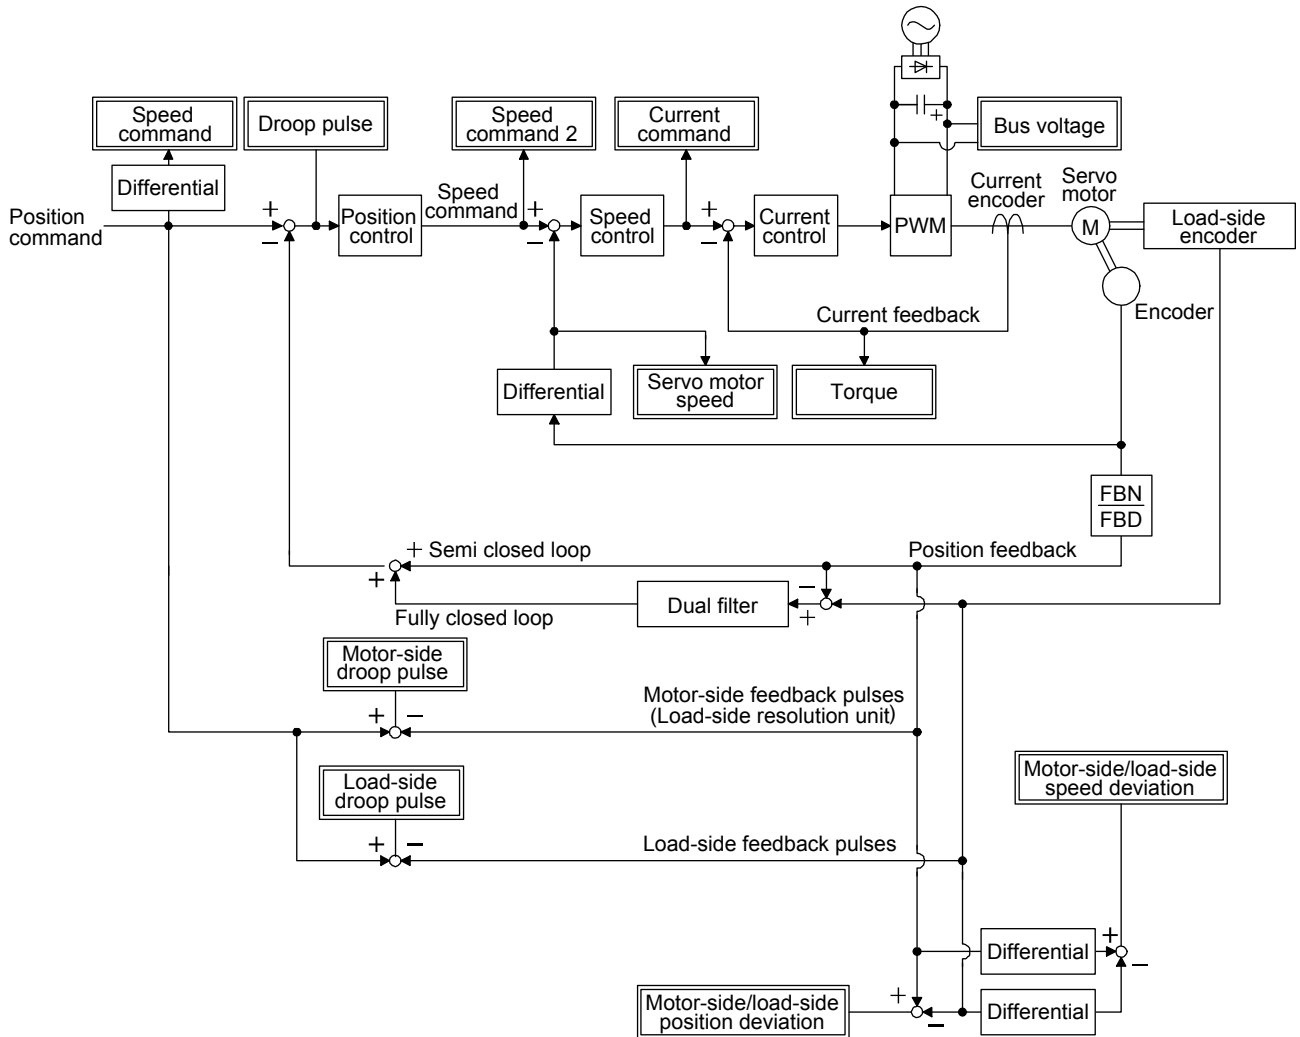 Speed
command
Droop pulse
Speed
command 2
Current
command
Bus voltage
Differential
Position
command
+
−
Position
control
Speed
command
+
−
Speed
control
+
−
Current
control
PWM
+
Current
encoder
Servo
motor
M
Load-side
encoder
Encoder
Current feedback
Differential
Servo motor
speed
Torque
FBN
FBD
+ Semi closed loop
Position feedback
+
Fully closed loop
Dual filter
−
+
Motor-side
droop pulse
+ −
Motor-side feedback pulses
(Load-side resolution unit)
Load-side
droop pulse
+ −
Load-side feedback pulses
Motor-side/load-side
speed deviation
Differential
+
−
Motor-side/load-side
position deviation
+
−
Differential